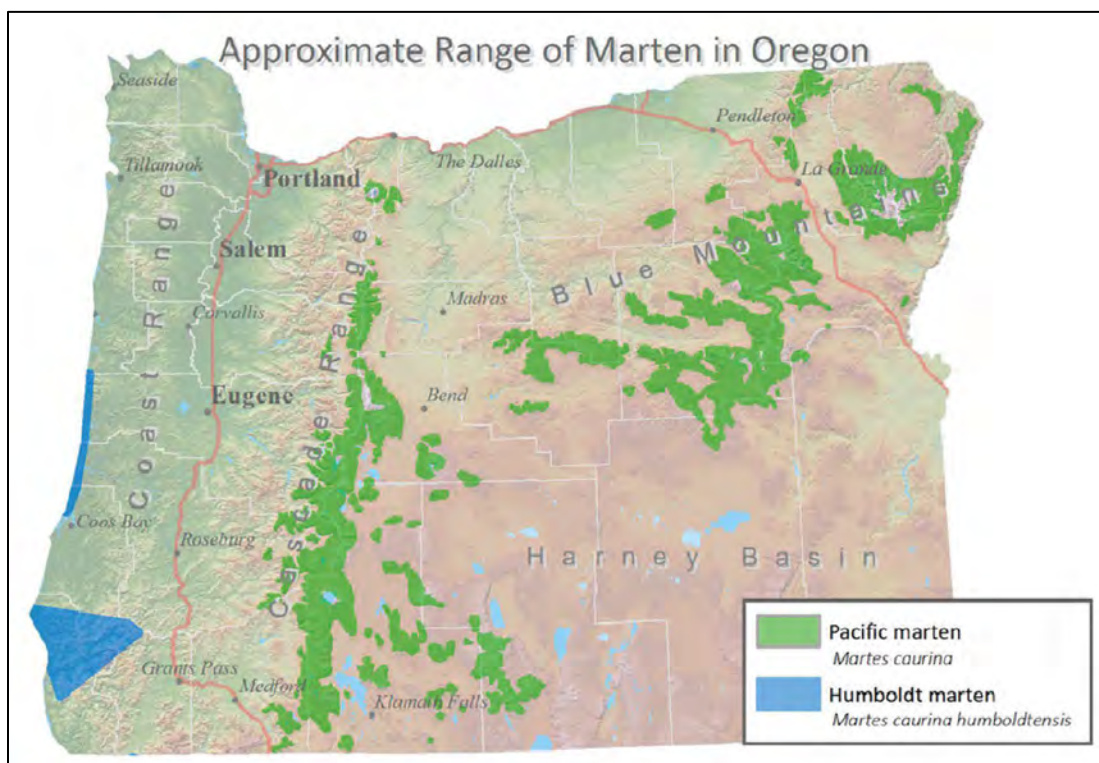 Approximate Range of Marten in Oregon
Seaside
Tillamook
Portland
The Dalles
Pendleton
La Grande
Salem
Corvallis
Madras
Eugene
Bend
Coast Range
Cascade Range
Blue Mountains
Coos Bay
Roseburg
Harney Basin
Grants Pass
Medford
Klamath Falls
Pacific marten
Martes caurina
Humboldt marten
Martes caurina humboldtensis